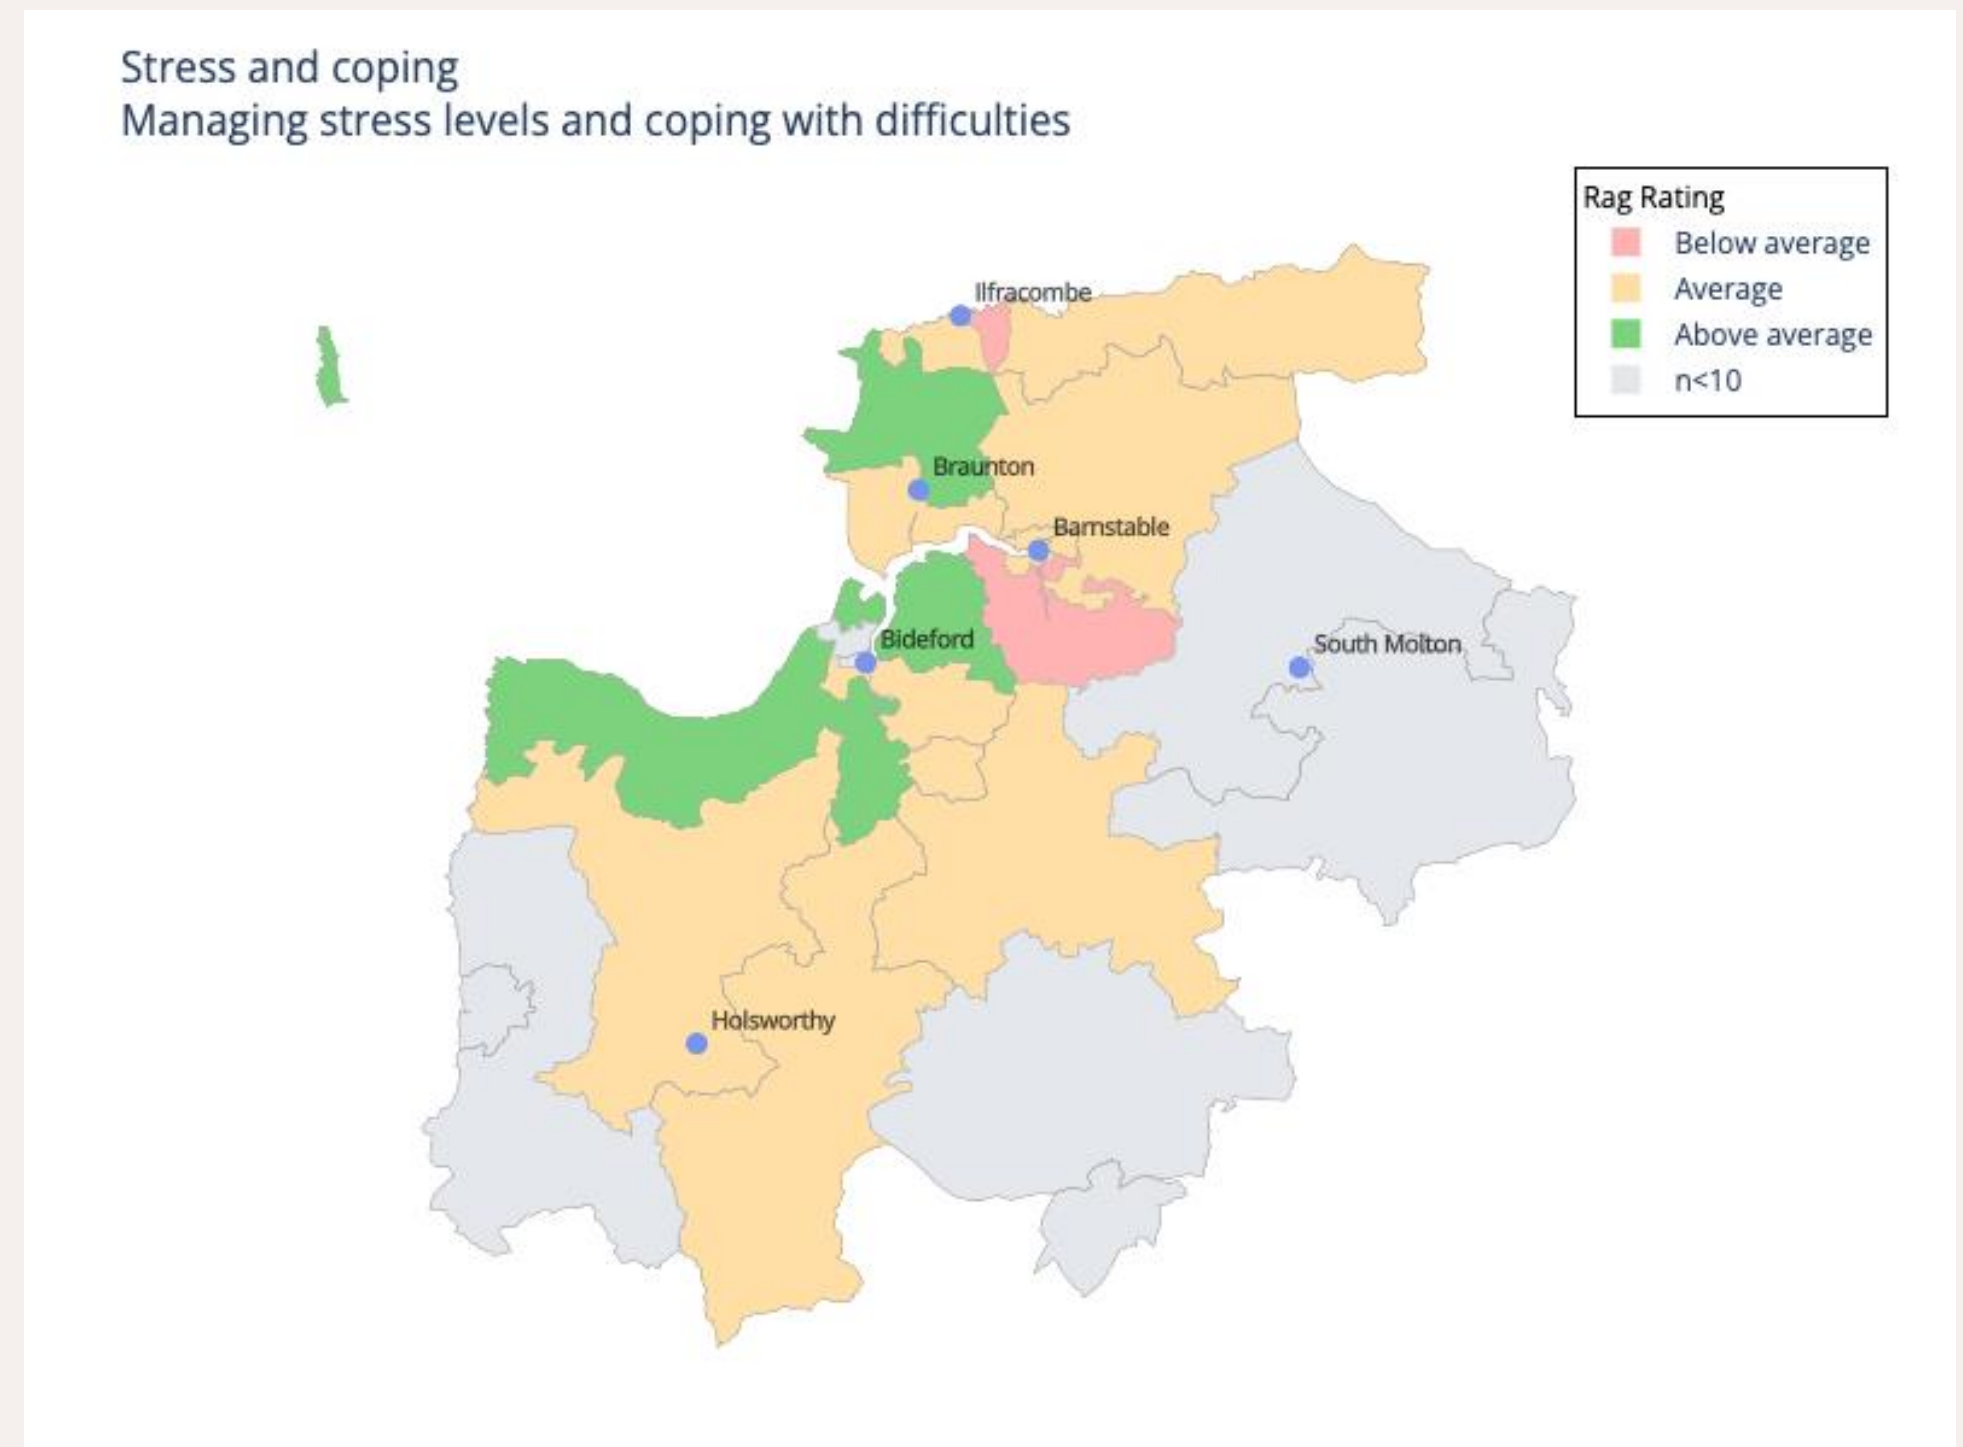 Stress and coping
Managing stress levels and coping with difficulties
Rag Rating
Below average
Average
Above average
n<10
Ilfracombe
Braunton
Barnstable
Bideford
South Molton
Holsworthy